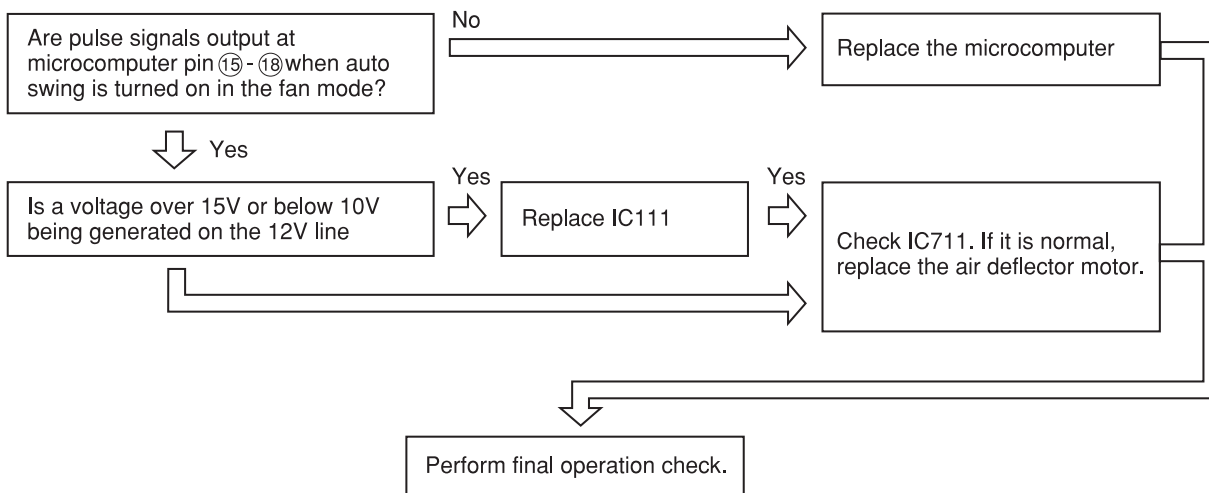 Are pulse signals output at
microcomputer pin ⑮ - ⑱ when auto
swing is turned on in the fan mode?
No
Replace the microcomputer
Yes
Is a voltage over 15V or below 10V
being generated on the 12V line
Yes
Replace IC111
Yes
Check IC711. If it is normal,
replace the air deflector motor.
Perform final operation check.